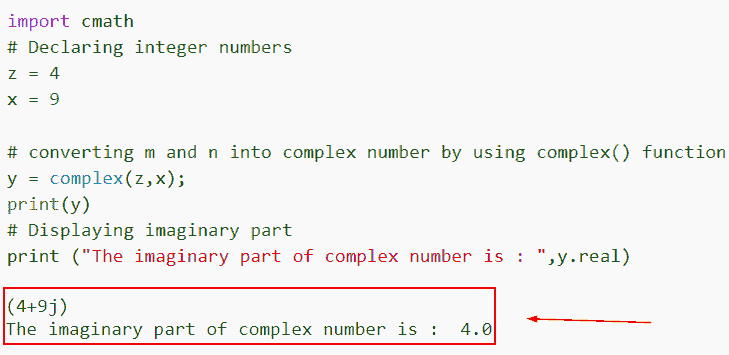 import cmath
# Declaring integer numbers
z = 4
x = 9
# converting m and n into complex number by using complex() function
y = complex(z,x);
print(y)
# Displaying imaginary part
print ("The imaginary part of complex number is : ",y.real)
(4+9j)
The imaginary part of complex number is :  4.0